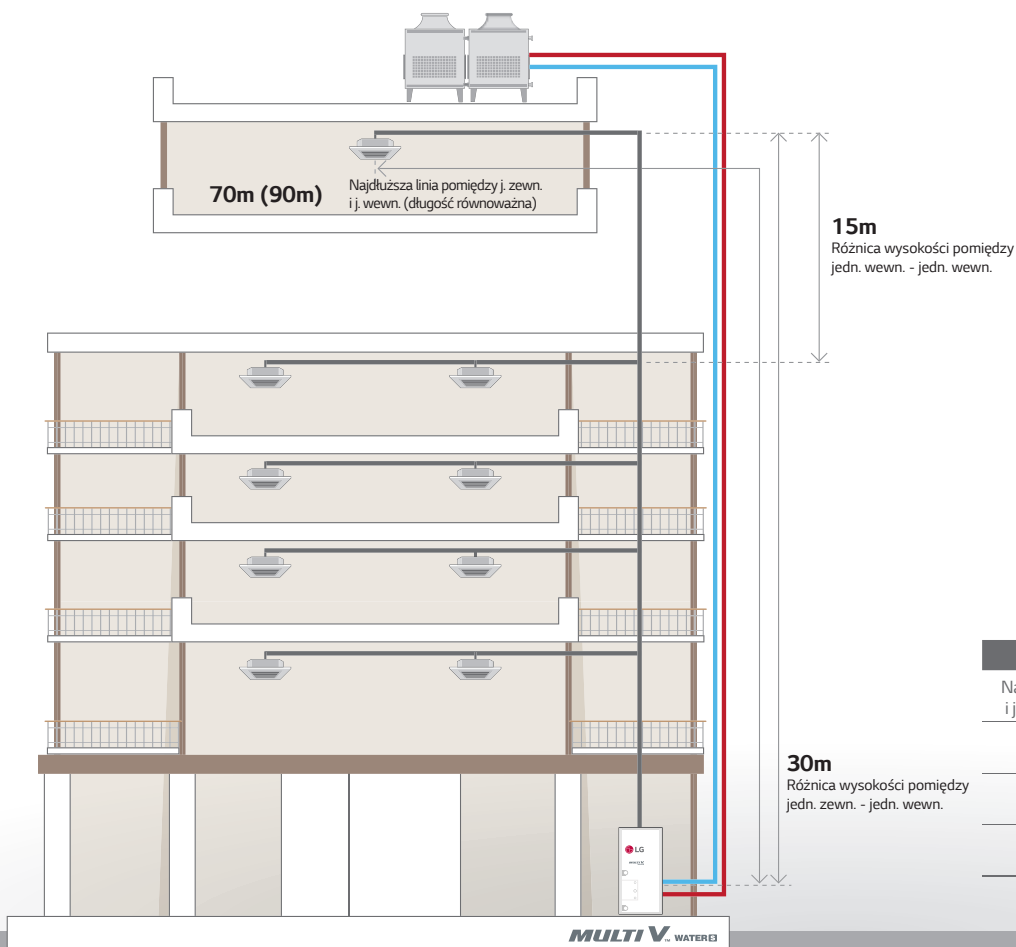 70m (90m)
Najdłuższa linia pomiędzy j. zewn.
i j. wewn. (długość równoważna)
15m
Różnica wysokości pomiędzy
jedn. wewn. - jedn. wewn.
30m
Różnica wysokości pomiędzy
jedn. zewn. - jedn. wewn.
i j
LG
MULTI V™ WATER S